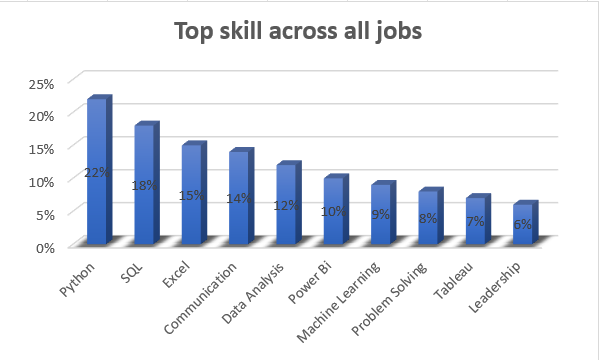 Top skill across all jobs
25%
20%
15%
10%
5%
0%
22%
18%
15%
14%
12%
10%
9%
8%
7%
6%
Python
SQL
Excel
Communication
Data Analysis
Power Bi
Machine Learning
Problem Solving
Tableau
Leadership